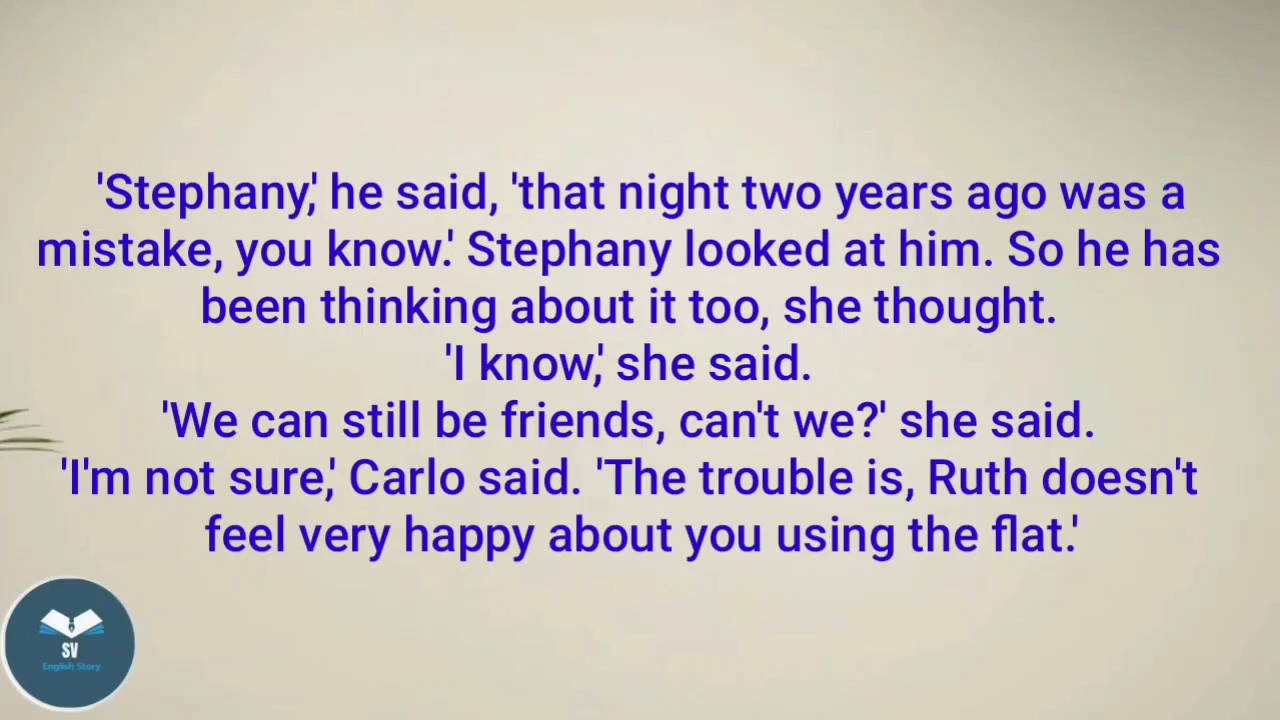 'Stephany,' he said, 'that night two years ago was a
mistake, you know.' Stephany looked at him. So he has
been thinking about it too, she thought.
'I know,' she said.
'We can still be friends, can't we?' she said.
'I'm not sure,' Carlo said. 'The trouble is, Ruth doesn't
feel very happy about you using the flat.'
SV
English Story